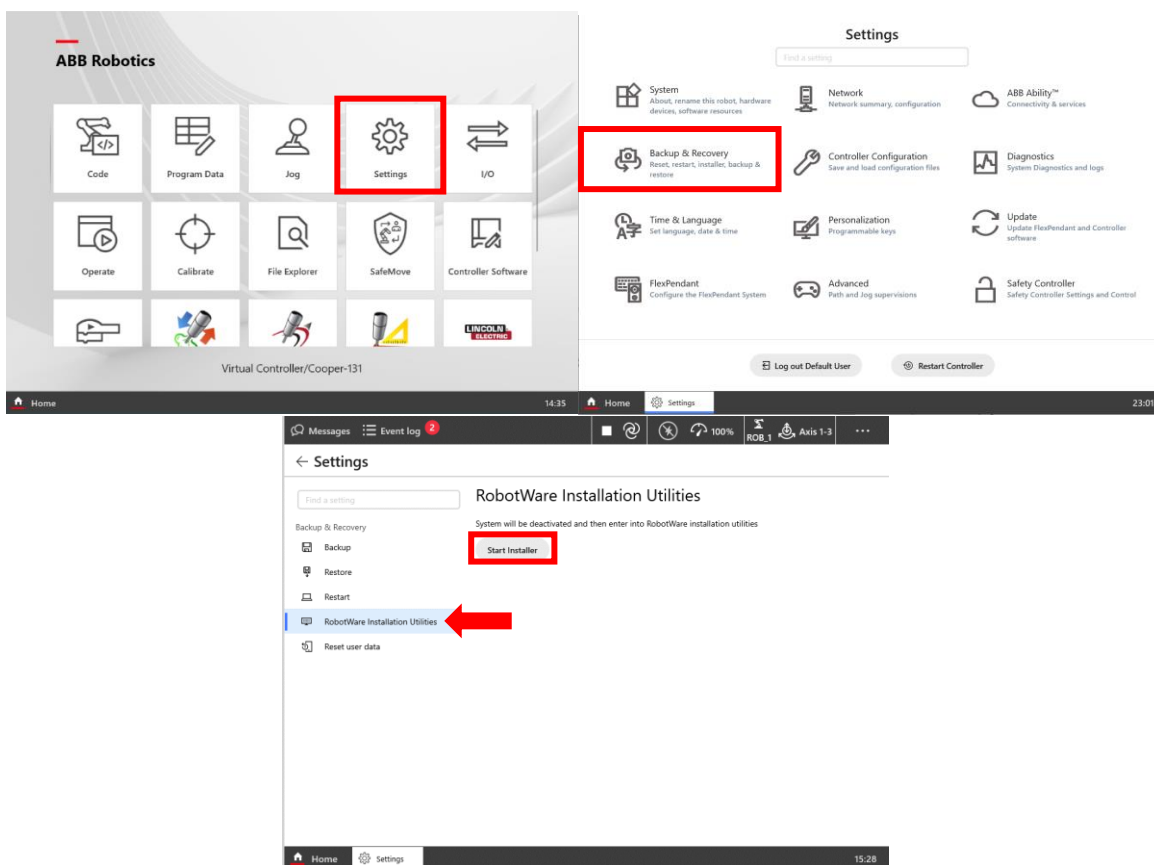 ABB Robotics
Code
Program Data
Jog
Settings
I/O
Operate
Calibrate
File Explorer
SafeMove
Controller Software
LINCOLN
ELECTRIC
Virtual Controller/Cooper-131
Home
14:35
Settings
Find a setting
System
About, rename this robot, hardware
devices, software resources
Network
Network summary, configuration
ABB Ability™
Connectivity & services
Backup & Recovery
Reset, restart, installer, backup &
restore
Controller Configuration
Save and load configuration files
Diagnostics
System Diagnostics and logs
Time & Language
Set language, date & time
Personalization
Programmable keys
Update
Update FlexPendant and Controller
software
FlexPendant
Configure the FlexPendant System
Advanced
Path and Jog supervisions
Safety Controller
Safety Controller Settings and Control
Log out Default User
Restart Controller
Home
Settings
23:01
Messages
Event log 2
100%
ROB_1
Axis 1-3
Settings
Find a setting
Backup & Recovery
Backup
Restore
Restart
RobotWare Installation Utilities
Reset user data
RobotWare Installation Utilities
System will be deactivated and then enter into RobotWare installation utilities
Start Installer
Home
Settings
15:28